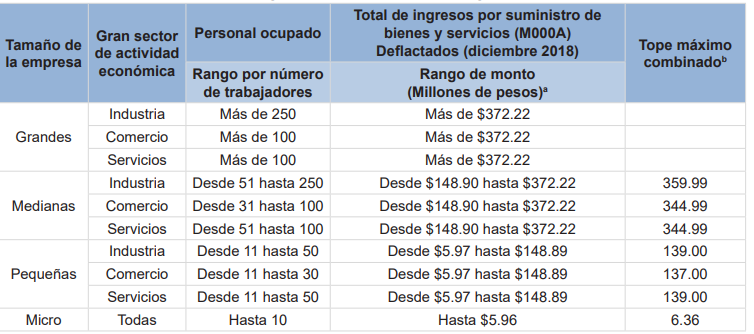 Tamaño de la empresa | Gran sector de actividad económica | Personal ocupado | Total de ingresos por suministro de bienes y servicios (M000A) Deflactados (diciembre 2018) | Tope máximo combinadoᵇ
Rango por número de trabajadores | Rango de monto (Millones de pesos)ᵃ
Grandes | Industria | Más de 250 | Más de $372.22
Comercio | Más de 100 | Más de $372.22
Servicios | Más de 100 | Más de $372.22
Medianas | Industria | Desde 51 hasta 250 | Desde $148.90 hasta $372.22 | 359.99
Comercio | Desde 31 hasta 100 | Desde $148.90 hasta $372.22 | 344.99
Servicios | Desde 51 hasta 100 | Desde $148.90 hasta $372.22 | 344.99
Pequeñas | Industria | Desde 11 hasta 50 | Desde $5.97 hasta $148.89 | 139.00
Comercio | Desde 11 hasta 30 | Desde $5.97 hasta $148.89 | 137.00
Servicios | Desde 11 hasta 50 | Desde $5.97 hasta $148.89 | 139.00
Micro | Todas | Hasta 10 | Hasta $5.96 | 6.36